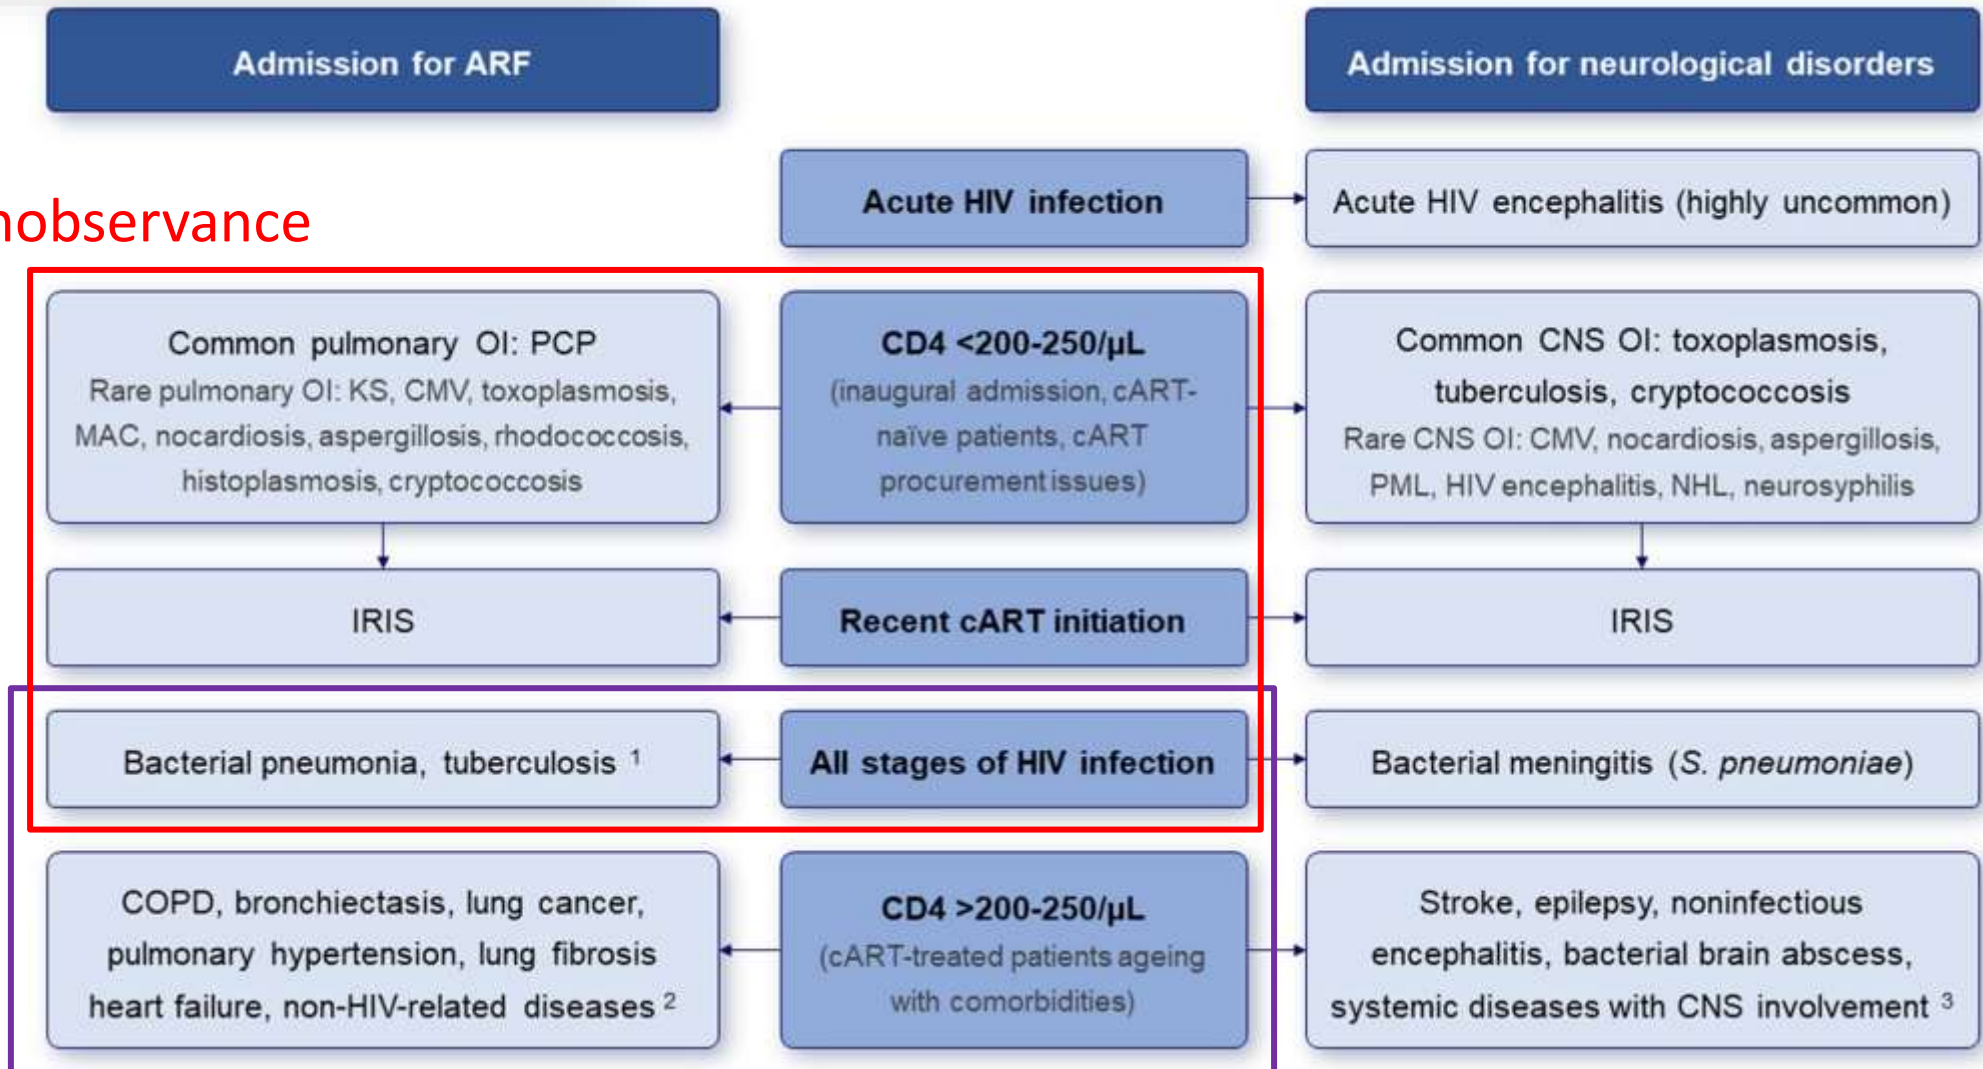 Admission for ARF
Admission for neurological disorders
Acute HIV infection
Acute HIV encephalitis (highly uncommon)
nobservance
Common pulmonary OI: PCP
Rare pulmonary OI: KS, CMV, toxoplasmosis,
MAC, nocardiosis, aspergillosis, rhodococcosis,
histoplasmosis, cryptococcosis
CD4 <200-250/µL
(inaugural admission, cART-
naïve patients, cART
procurement issues)
Common CNS OI: toxoplasmosis,
tuberculosis, cryptococcosis
Rare CNS OI: CMV, nocardiosis, aspergillosis,
PML, HIV encephalitis, NHL, neurosyphilis
IRIS
Recent cART initiation
IRIS
Bacterial pneumonia, tuberculosis ¹
All stages of HIV infection
Bacterial meningitis (S. pneumoniae)
COPD, bronchiectasis, lung cancer,
pulmonary hypertension, lung fibrosis
heart failure, non-HIV-related diseases ²
CD4 >200-250/µL
(cART-treated patients ageing
with comorbidities)
Stroke, epilepsy, noninfectious
encephalitis, bacterial brain abscess,
systemic diseases with CNS involvement ³